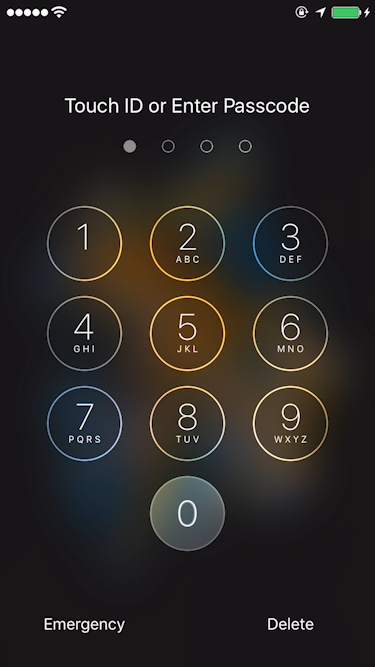 Touch ID or Enter Passcode
1 2 3
ABC DEF
4 5 6
GHI JKL MNO
7 8 9
PQRS TUV WXYZ
0
Emergency Delete